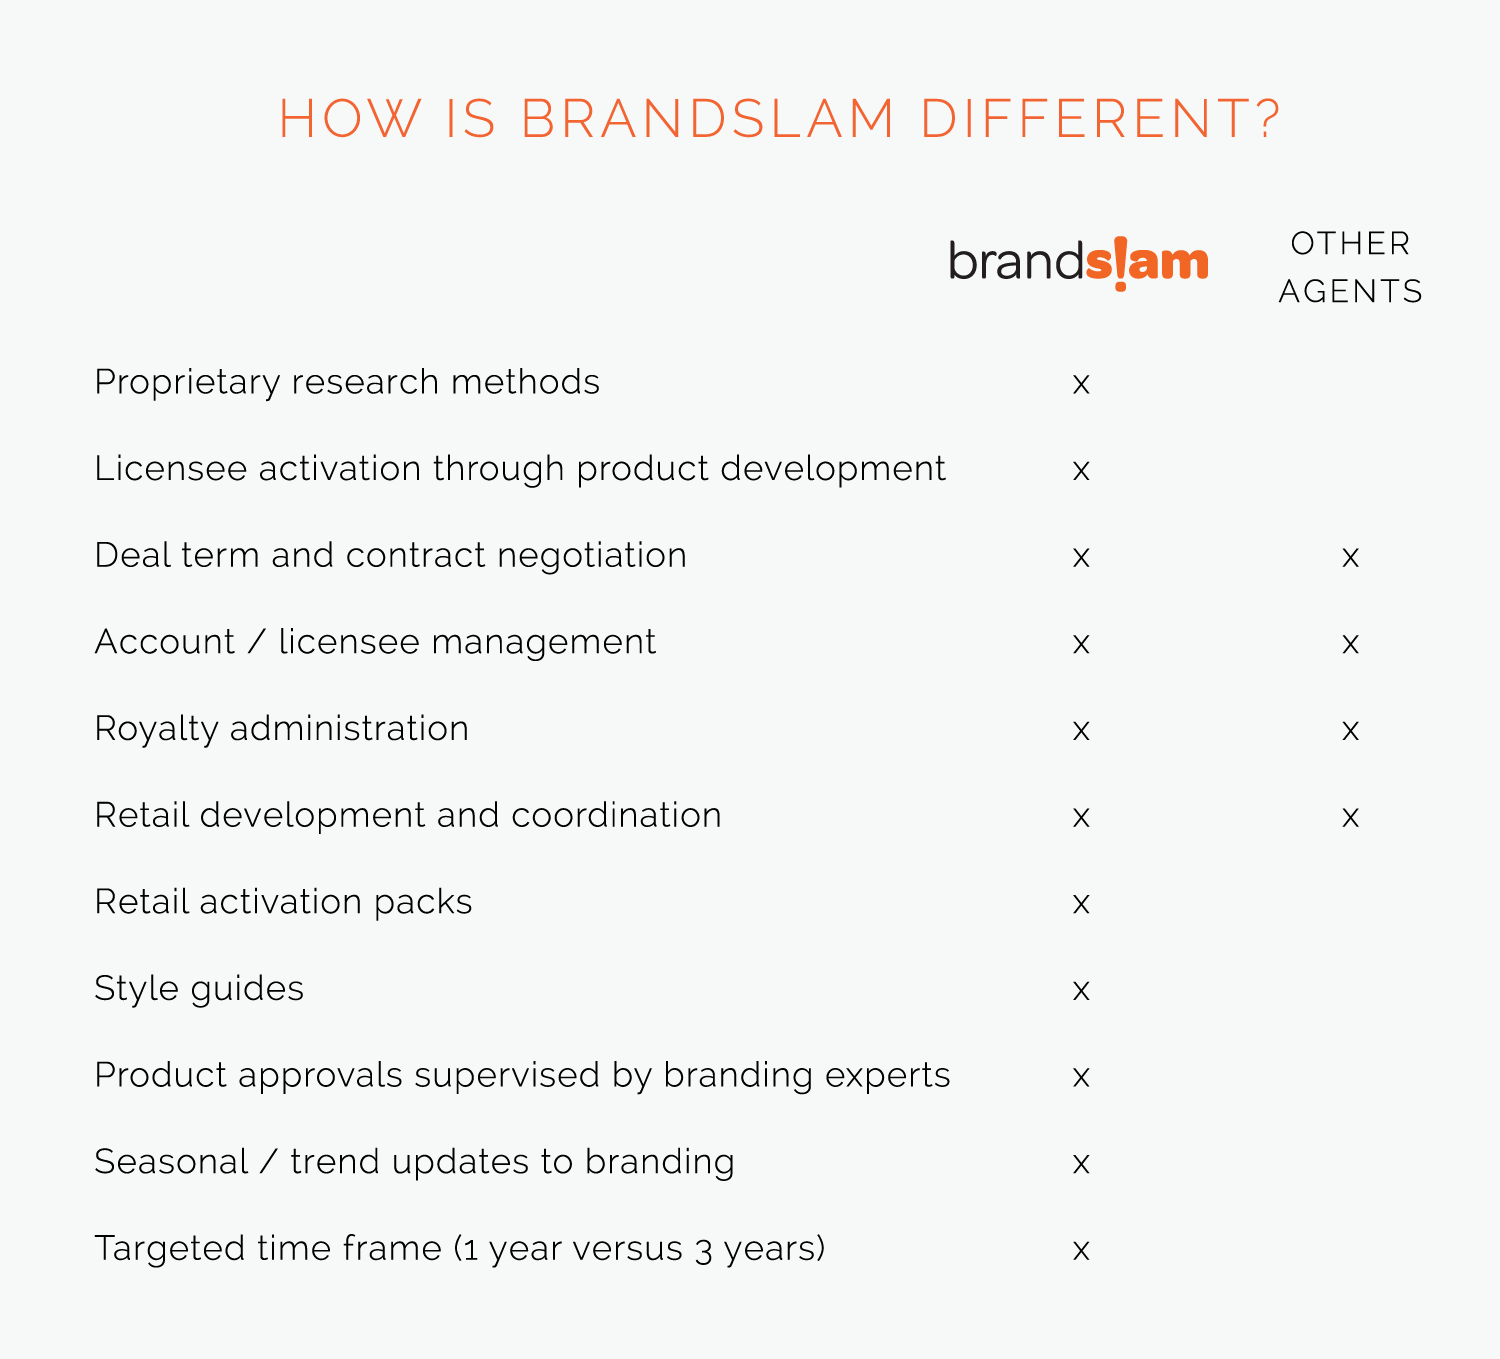 HOW IS BRANDSLAM DIFFERENT?
brandslam
OTHER
AGENTS
Proprietary research methods x
Licensee activation through product development x
Deal term and contract negotiation x x
Account / licensee management x x
Royalty administration x x
Retail development and coordination x x
Retail activation packs x
Style guides x
Product approvals supervised by branding experts x
Seasonal / trend updates to branding x
Targeted time frame (1 year versus 3 years) x